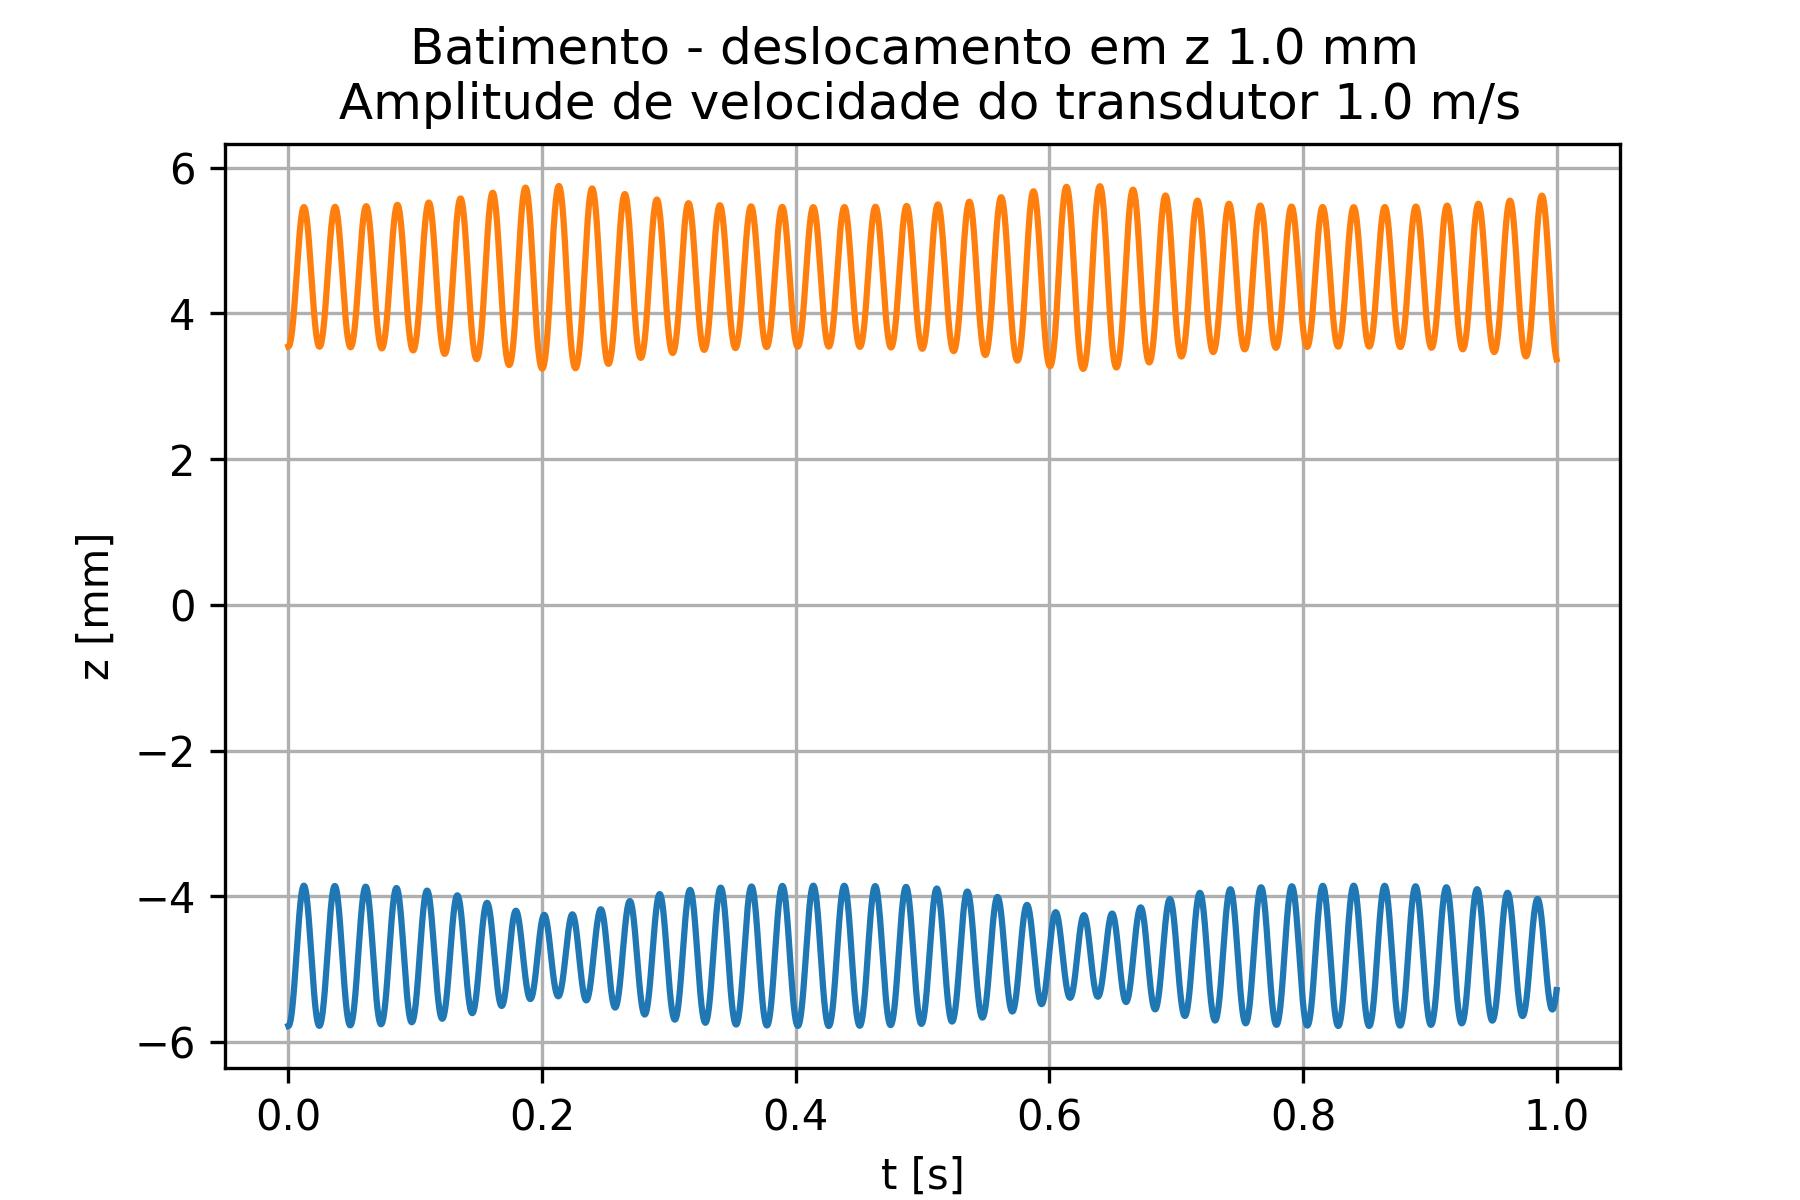 Batimento - deslocamento em z 1.0 mm
Amplitude de velocidade do transdutor 1.0 m/s
6
4
2
0
−2
−4
−6
z [mm]
0.0 0.2 0.4 0.6 0.8 1.0
t [s]